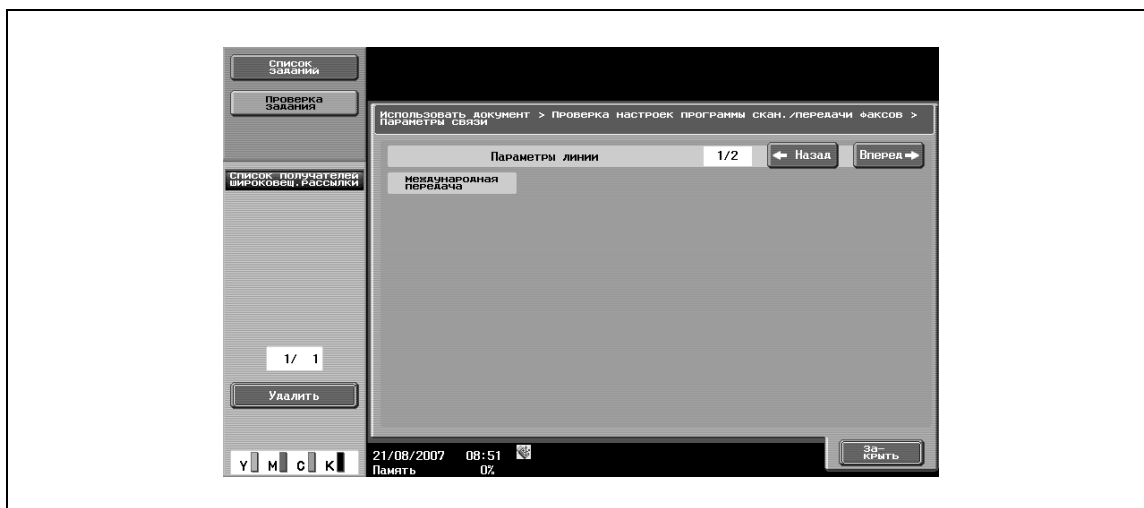 Список
заданий
Проверка
задания
Использовать документ > Проверка настроек программы скан./передачи факсов >
Параметры связи
Параметры линии
1/2
Назад
Вперед
Список получателей
широковещ.рассылки
Международная
передача
1/ 1
Удалить
Y M C K
21/08/2007 08:51
Память 0%
За-
крыть